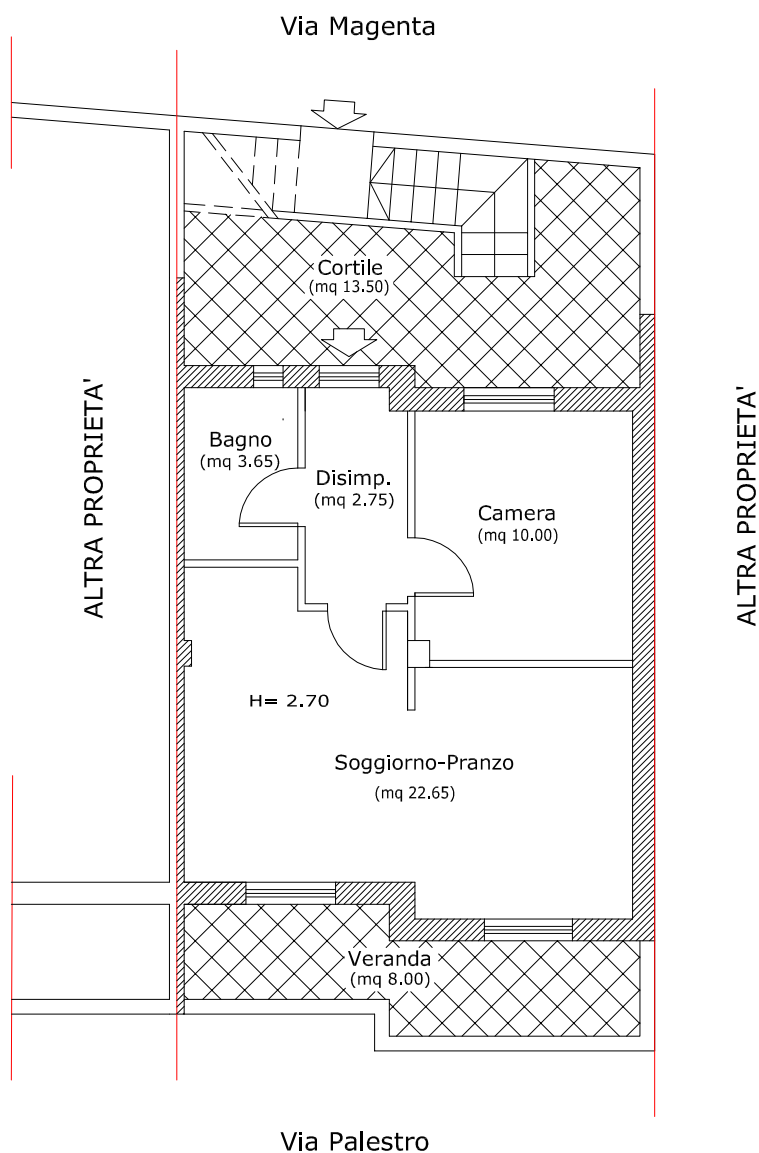 Via Magenta
Cortile
(mq 13.50)
ALTRA PROPRIETA'
ALTRA PROPRIETA'
Bagno
(mq 3.65)
Disimp.
(mq 2.75)
Camera
(mq 10.00)
H= 2.70
Soggiorno-Pranzo
(mq 22.65)
Veranda
(mq 8.00)
Via Palestro